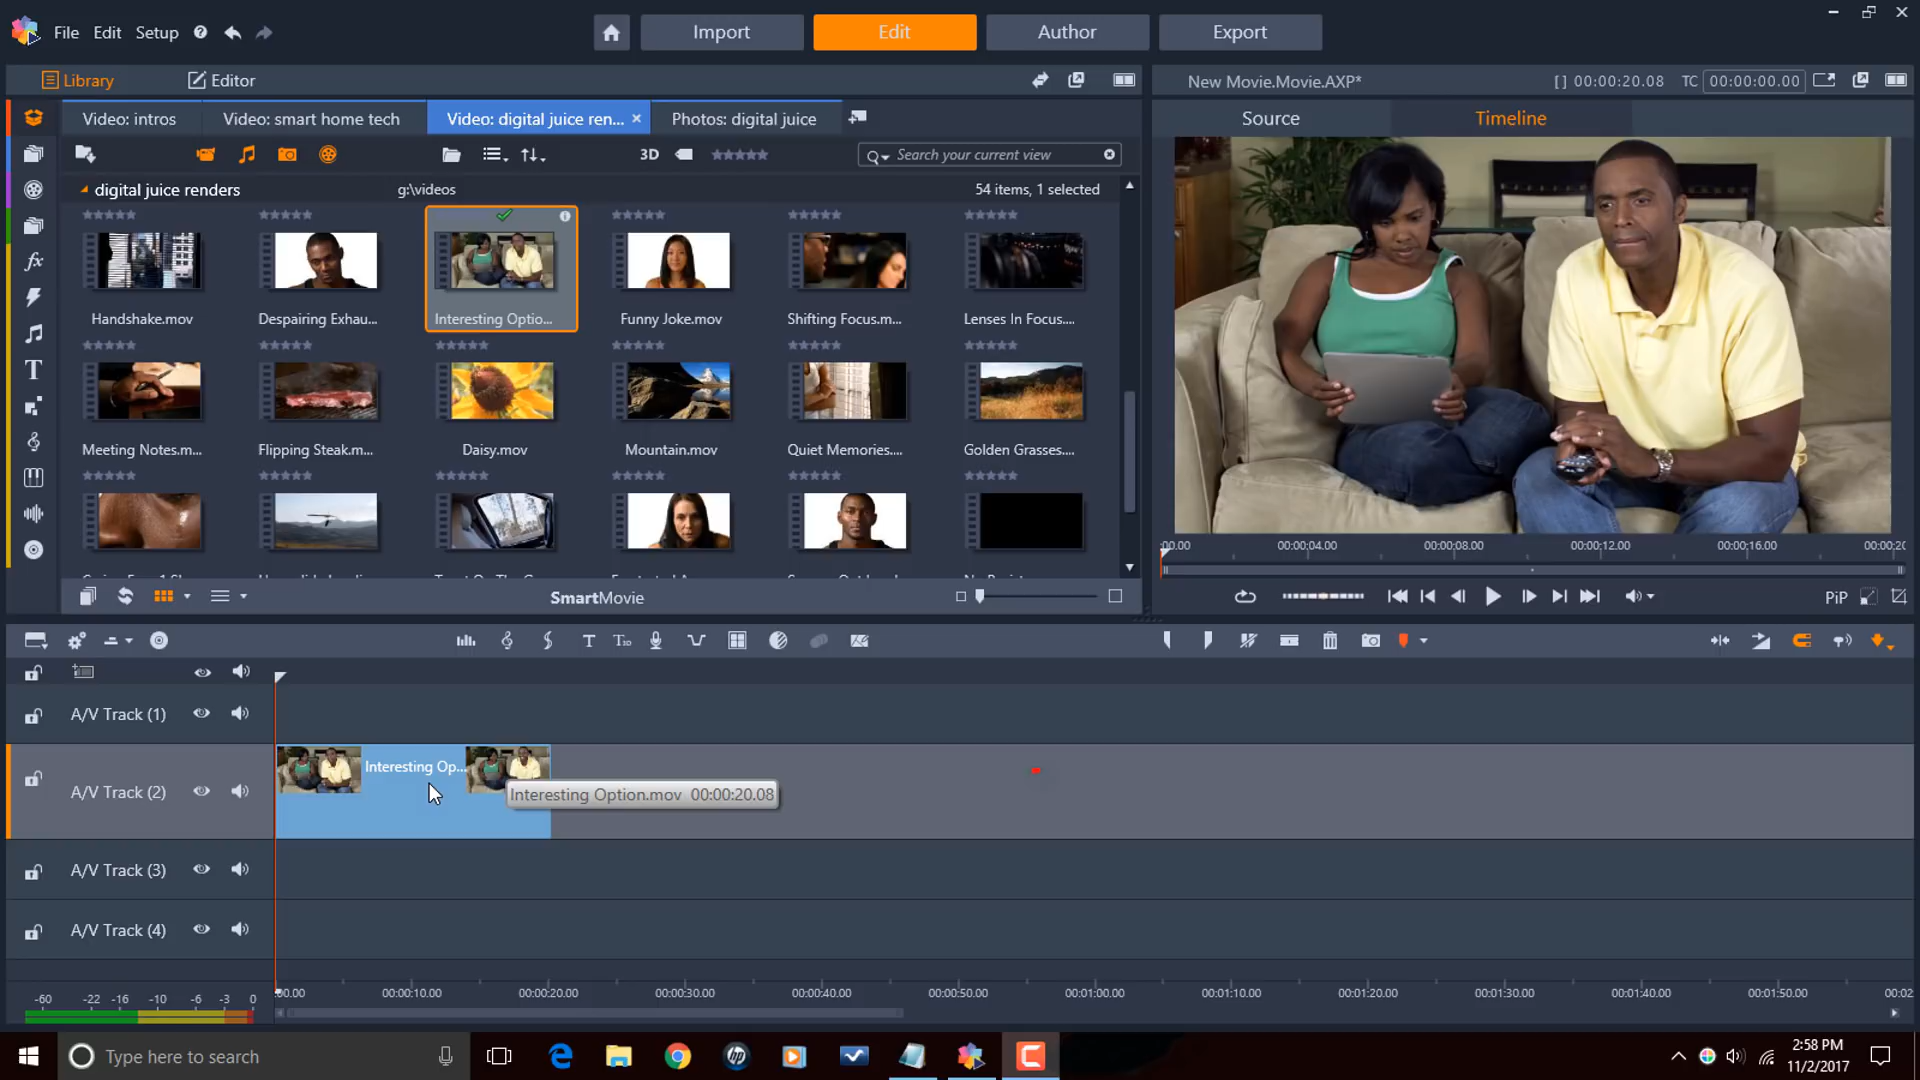 File Edit Setup
Import Edit Author Export
Library Editor
New Movie.Movie.AXP*
[ ] 00:00:20.08 TC 00:00:00.00
Video: intros Video: smart home tech Video: digital juice ren... Photos: digital juice
Source Timeline
3D Search your current view
digital juice renders g:\videos 54 items, 1 selected
Handshake.mov Despairing Exhau... Interesting Optio... Funny Joke.mov Shifting Focus.m... Lenses In Focus....
Meeting Notes.m... Flipping Steak.m... Daisy.mov Mountain.mov Quiet Memories.... Golden Grasses....
:00.00 00:00:04.00 00:00:08.00 00:00:12.00 00:00:16.00 00:00:20
SmartMovie
PiP
A/V Track (1)
Interesting Op...
A/V Track (2)
Interesting Option.mov 00:00:20.08
A/V Track (3)
A/V Track (4)
-60 -22 -16 -10 -6 -3 0
:00.00 00:00:10.00 00:00:20.00 00:00:30.00 00:00:40.00 00:00:50.00 00:01:00.00 00:01:10.00 00:01:20.00 00:01:30.00 00:01:40.00 00:01:50.00 00:02
Type here to search
2:58 PM
11/2/2017